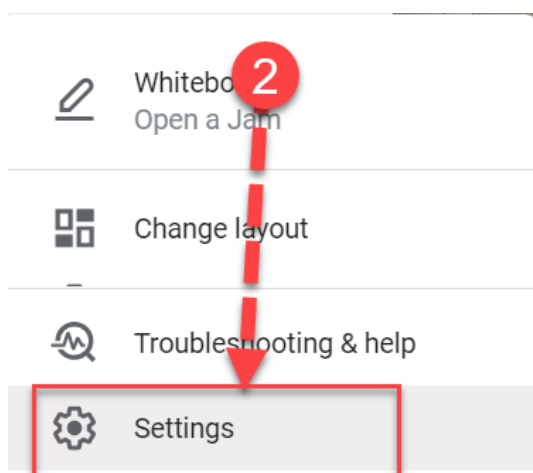 2
Whitebo
Open a Jam
Change layout
Troubleshooting & help
Settings